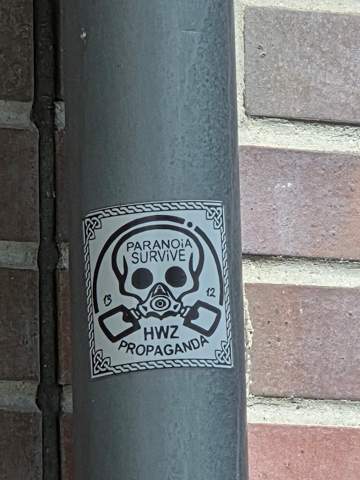 PARANOiA
SURViVE
13 12
HWZ
PROPAGANDA